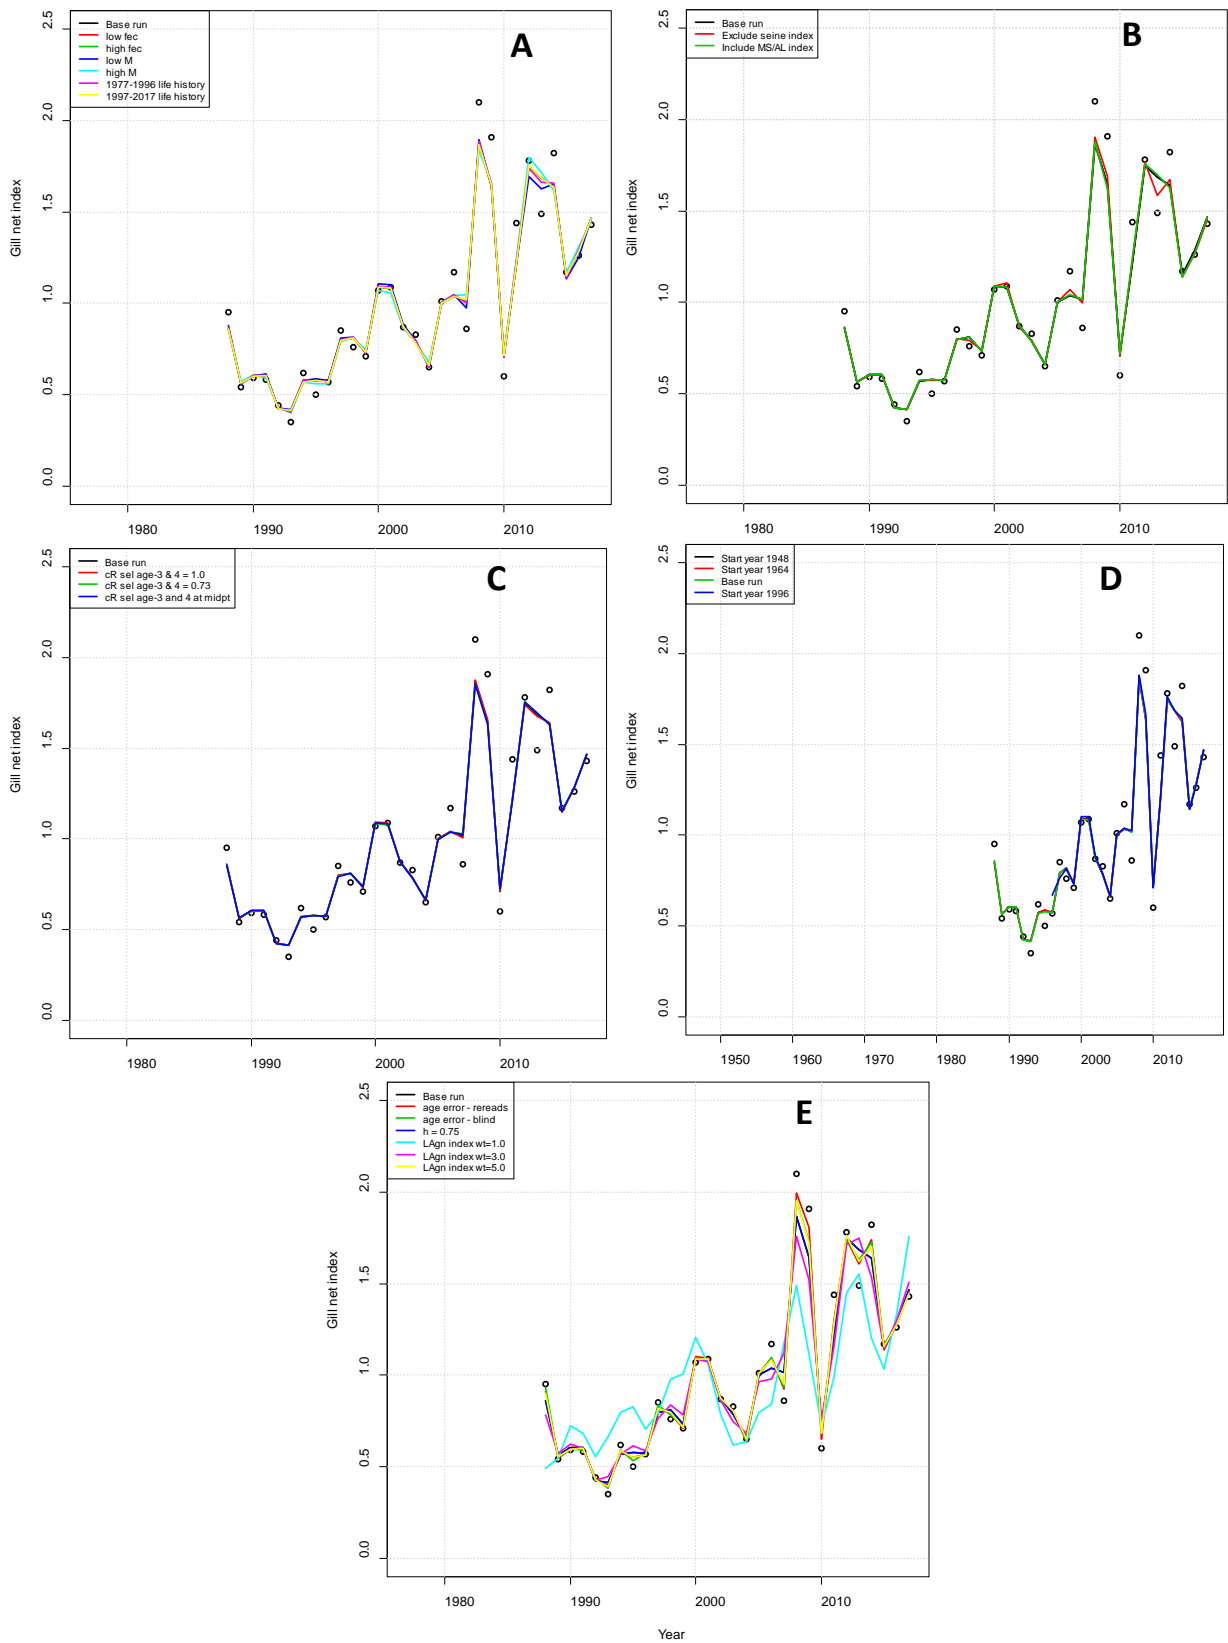 A
Base run
low fec
high fec
low M
high M
1977-1996 life history
1997-2017 life history
Gill net index
0.0 0.5 1.0 1.5 2.0 2.5
1980 1990 2000 2010
B
Base run
Exclude seine index
Include MS/AL index
Gill net index
0.0 0.5 1.0 1.5 2.0 2.5
1980 1990 2000 2010
C
Base run
cR sel age-3 & 4 = 1.0
cR sel age-3 & 4 = 0.73
cR sel age-3 and 4 at midpt
Gill net index
0.0 0.5 1.0 1.5 2.0 2.5
1980 1990 2000 2010
D
Start year 1948
Start year 1964
Base run
Start year 1996
Gill net index
0.0 0.5 1.0 1.5 2.0 2.5
1950 1960 1970 1980 1990 2000 2010
E
Base run
age error - rereads
age error - blind
h = 0.75
LAgn index wt=1.0
LAgn index wt=3.0
LAgn index wt=5.0
Gill net index
0.0 0.5 1.0 1.5 2.0 2.5
1980 1990 2000 2010
Year